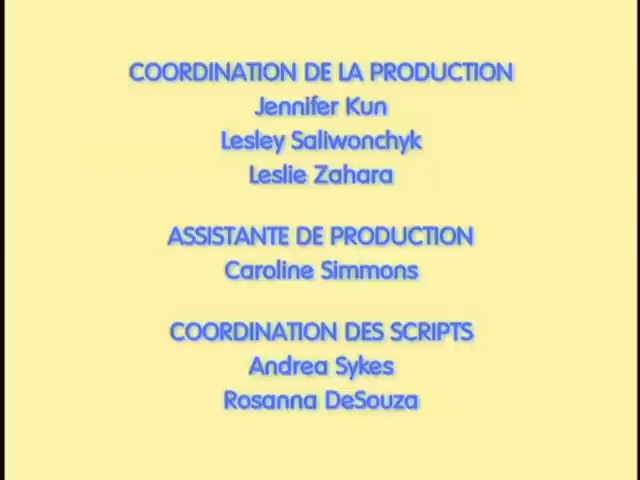 COORDINATION DE LA PRODUCTION
Jennifer Kun
Lesley Saliwonchyk
Leslie Zahara
ASSISTANTE DE PRODUCTION
Caroline Simmons
COORDINATION DES SCRIPTS
Andrea Sykes
Rosanna DeSouza